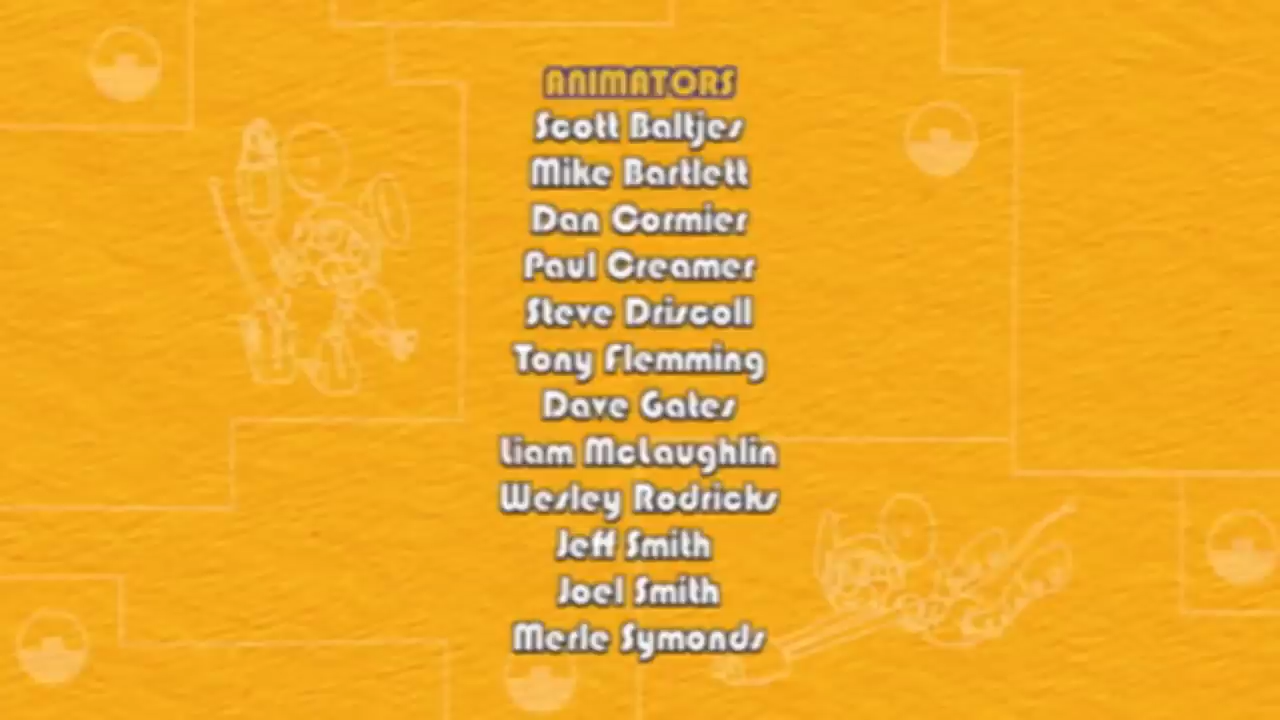 ANIMATORS
Scott Baltjes
Mike Bartlett
Dan Cormier
Paul Creamer
Steve Driscoll
Tony Flemming
Dave Gates
Liam McLaughlin
Wesley Rodricks
Jeff Smith
Joel Smith
Merle Symonds